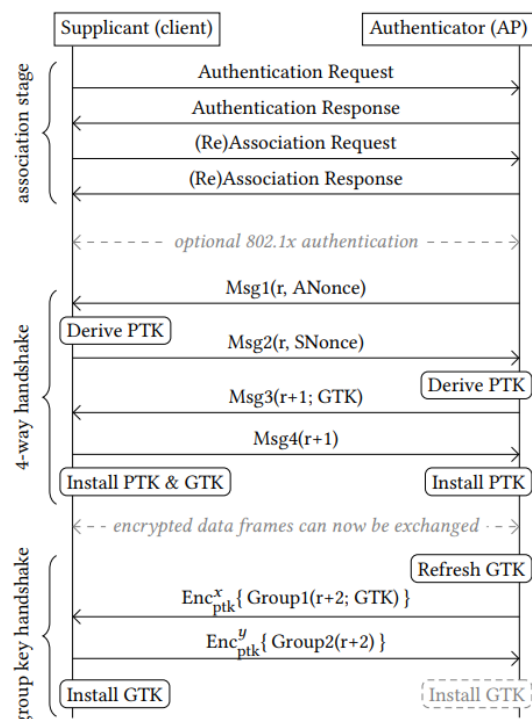 Supplicant (client)
Authenticator (AP)
association stage
Authentication Request
Authentication Response
(Re)Association Request
(Re)Association Response
optional 802.1x authentication
4-way handshake
Msg1(r, ANonce)
Derive PTK
Msg2(r, SNonce)
Derive PTK
Msg3(r+1; GTK)
Msg4(r+1)
Install PTK & GTK
Install PTK
encrypted data frames can now be exchanged
group key handshake
Refresh GTK
Enc^x_ptk{ Group1(r+2; GTK) }
Enc^y_ptk{ Group2(r+2) }
Install GTK
Install GTK